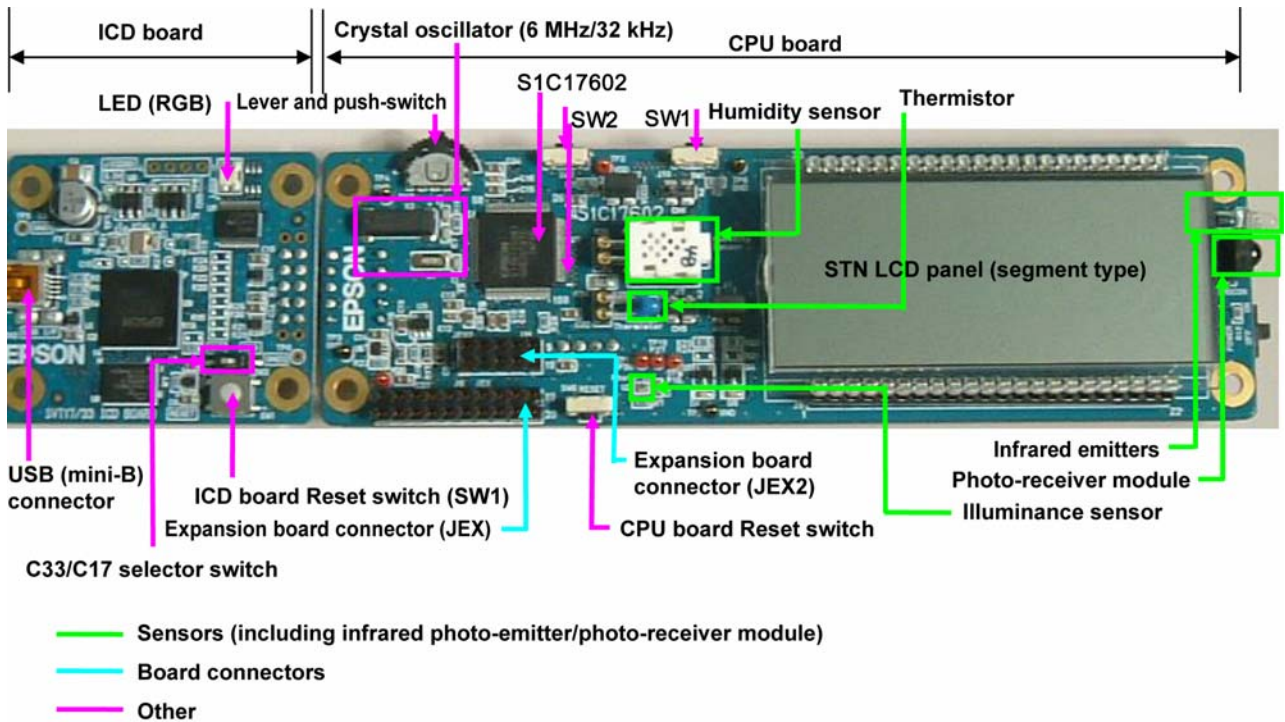 ICD board
Crystal oscillator (6 MHz/32 kHz)
CPU board
LED (RGB)
Lever and push-switch
S1C17602
SW2
SW1
Humidity sensor
Thermistor
S1C17602
EPSON
EPSON
STN LCD panel (segment type)
RESET
USB (mini-B)
connector
ICD board Reset switch (SW1)
Expansion board connector (JEX)
C33/C17 selector switch
Expansion board
connector (JEX2)
CPU board Reset switch
Infrared emitters
Photo-receiver module
Illuminance sensor
Sensors (including infrared photo-emitter/photo-receiver module)
Board connectors
Other